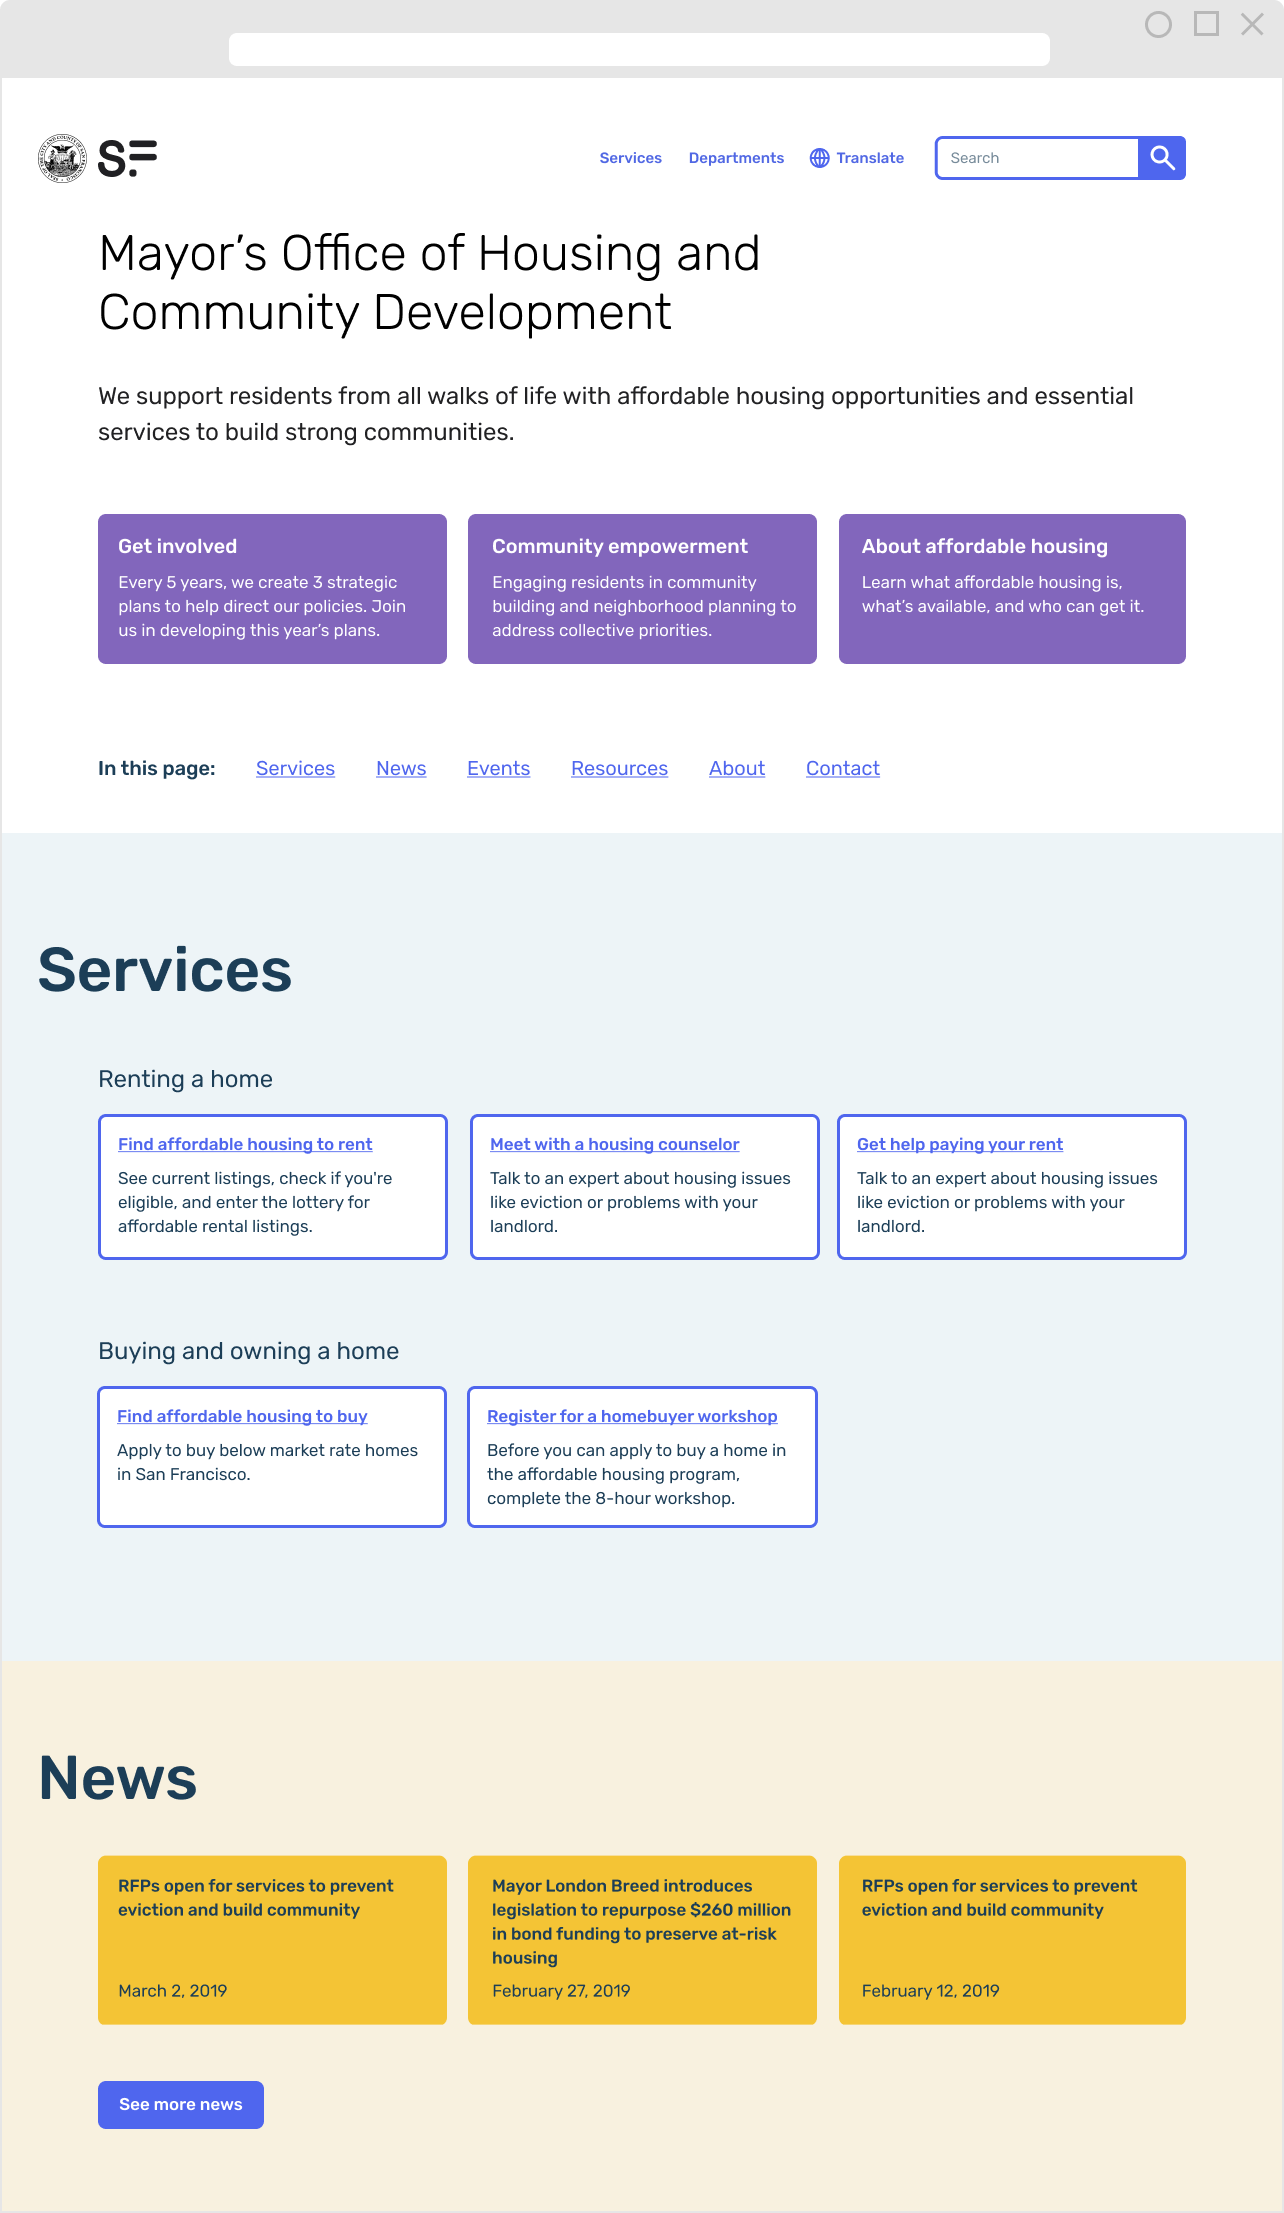 S.F
Services
Departments
Translate
Search
Mayor’s Office of Housing and
Community Development
We support residents from all walks of life with affordable housing opportunities and essential
services to build strong communities.
Get involved
Every 5 years, we create 3 strategic
plans to help direct our policies. Join
us in developing this year’s plans.
Community empowerment
Engaging residents in community
building and neighborhood planning to
address collective priorities.
About affordable housing
Learn what affordable housing is,
what’s available, and who can get it.
In this page:
Services
News
Events
Resources
About
Contact
Services
Renting a home
Find affordable housing to rent
See current listings, check if you're
eligible, and enter the lottery for
affordable rental listings.
Meet with a housing counselor
Talk to an expert about housing issues
like eviction or problems with your
landlord.
Get help paying your rent
Talk to an expert about housing issues
like eviction or problems with your
landlord.
Buying and owning a home
Find affordable housing to buy
Apply to buy below market rate homes
in San Francisco.
Register for a homebuyer workshop
Before you can apply to buy a home in
the affordable housing program,
complete the 8-hour workshop.
News
RFPs open for services to prevent
eviction and build community
March 2, 2019
Mayor London Breed introduces
legislation to repurpose $260 million
in bond funding to preserve at-risk
housing
February 27, 2019
RFPs open for services to prevent
eviction and build community
February 12, 2019
See more news